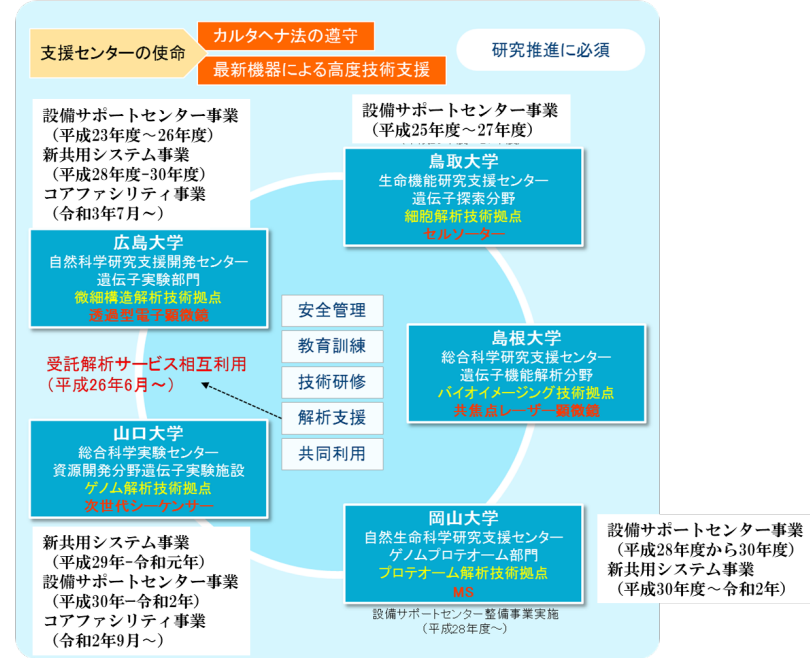 支援センターの使命
カルタヘナ法の遵守
最新機器による高度技術支援
研究推進に必須
設備サポートセンター事業
（平成23年度～26年度）
新共用システム事業
（平成28年度-30年度）
コアファシリティ事業
（令和3年7月～）
設備サポートセンター事業
（平成25年度～27年度）
鳥取大学
生命機能研究支援センター
遺伝子探索分野
細胞解析技術拠点
セルソーター
広島大学
自然科学研究支援開発センター
遺伝子実験部門
微細構造解析技術拠点
透過型電子顕微鏡
安全管理
教育訓練
技術研修
解析支援
共同利用
島根大学
総合科学研究支援センター
遺伝子機能解析分野
バイオイメージング技術拠点
共焦点レーザー顕微鏡
受託解析サービス相互利用
（平成26年6月～）
山口大学
総合科学実験センター
資源開発分野遺伝子実験施設
ゲノム解析技術拠点
次世代シーケンサー
岡山大学
自然生命科学研究支援センター
ゲノムプロテオーム部門
プロテオーム解析技術拠点
MS
設備サポートセンター整備事業実施
（平成28年度～）
設備サポートセンター事業
（平成28年度から30年度）
新共用システム事業
（平成30年度～令和2年）
新共用システム事業
（平成29年-令和元年）
設備サポートセンター事業
（平成30年ー令和2年）
コアファシリティ事業
（令和2年9月～）